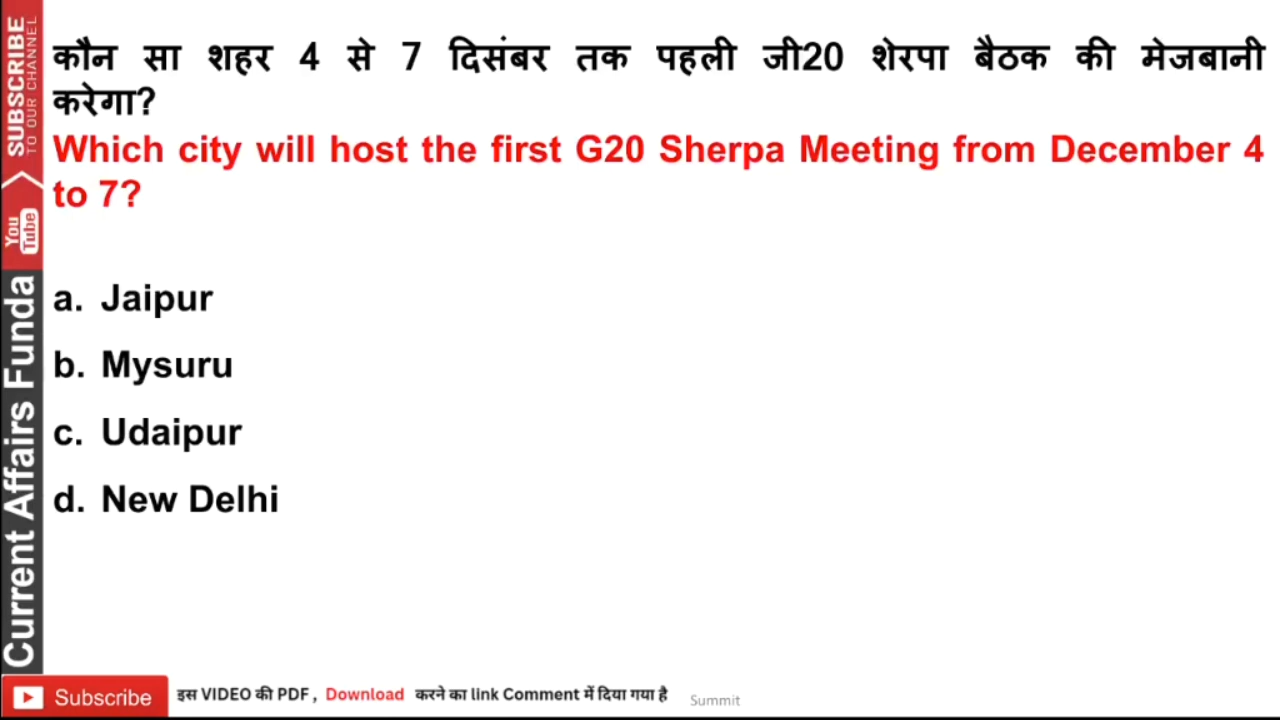 कौन सा शहर 4 से 7 दिसंबर तक पहली जी20 शेरपा बैठक की मेजबानी
करेगा?
Which city will host the first G20 Sherpa Meeting from December 4
to 7?
a. Jaipur
b. Mysuru
c. Udaipur
d. New Delhi
SUBSCRIBE
TO OUR CHANNEL
You
Tube
Current Affairs Funda
Subscribe
इस VIDEO की PDF , Download करने का link Comment में दिया गया है
Summit